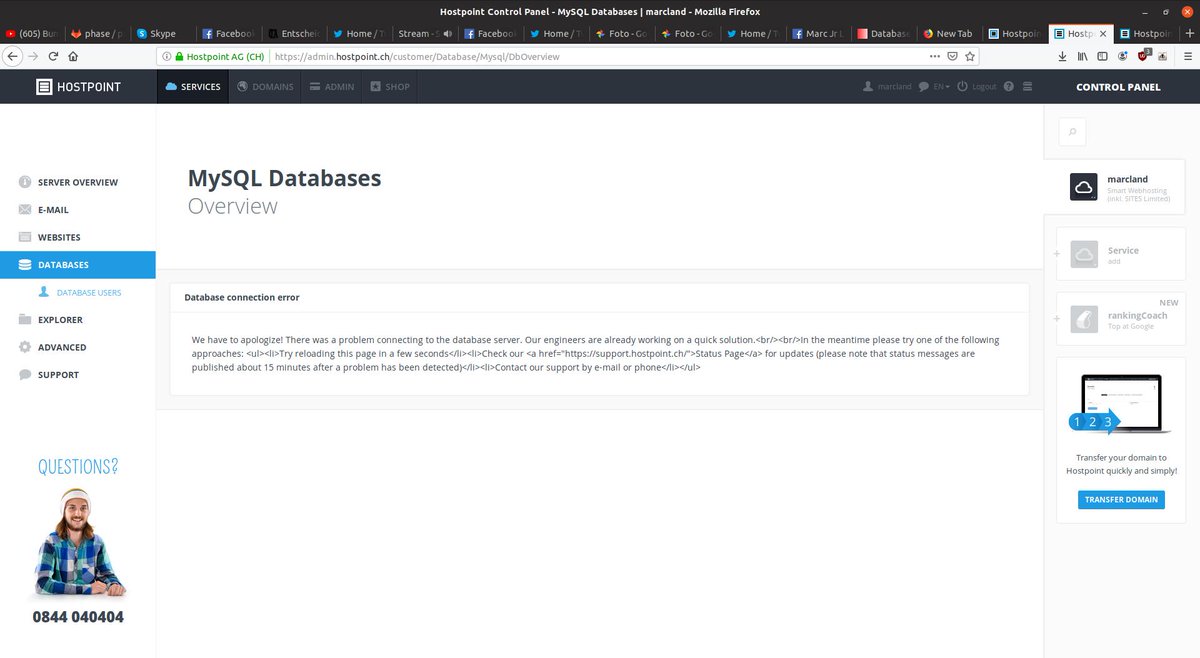 Hostpoint Control Panel - MySQL Databases | marcland - Mozilla Firefox
(605) Bu
phase / p
Skype
Facebook
Entschei
Home / T
Stream - S
Facebook
Home / T
Foto - Go
Foto - Go
Home / T
Marc Jr L
Database
New Tab
Hostpoin
Hostp
Hostpoin
Hostpoint AG (CH)
https://admin.hostpoint.ch/customer/Database/Mysql/DbOverview
3
HOSTPOINT
SERVICES
DOMAINS
ADMIN
SHOP
marcland
EN
Logout
CONTROL PANEL
SERVER OVERVIEW
E-MAIL
WEBSITES
DATABASES
DATABASE USERS
EXPLORER
ADVANCED
SUPPORT
QUESTIONS?
0844 040404
MySQL Databases
Overview
Database connection error
We have to apologize! There was a problem connecting to the database server. Our engineers are already working on a quick solution.<br/><br/>In the meantime please try one of the following
approaches: <ul><li>Try reloading this page in a few seconds</li><li>Check our <a href="https://support.hostpoint.ch/">Status Page</a> for updates (please note that status messages are
published about 15 minutes after a problem has been detected)</li><li>Contact our support by e-mail or phone</li></ul>
marcland
Smart Webhosting
(inkl. SITES Limited)
Service
add
NEW
rankingCoach
Top at Google
1 2 3
Transfer your domain to
Hostpoint quickly and simply!
TRANSFER DOMAIN